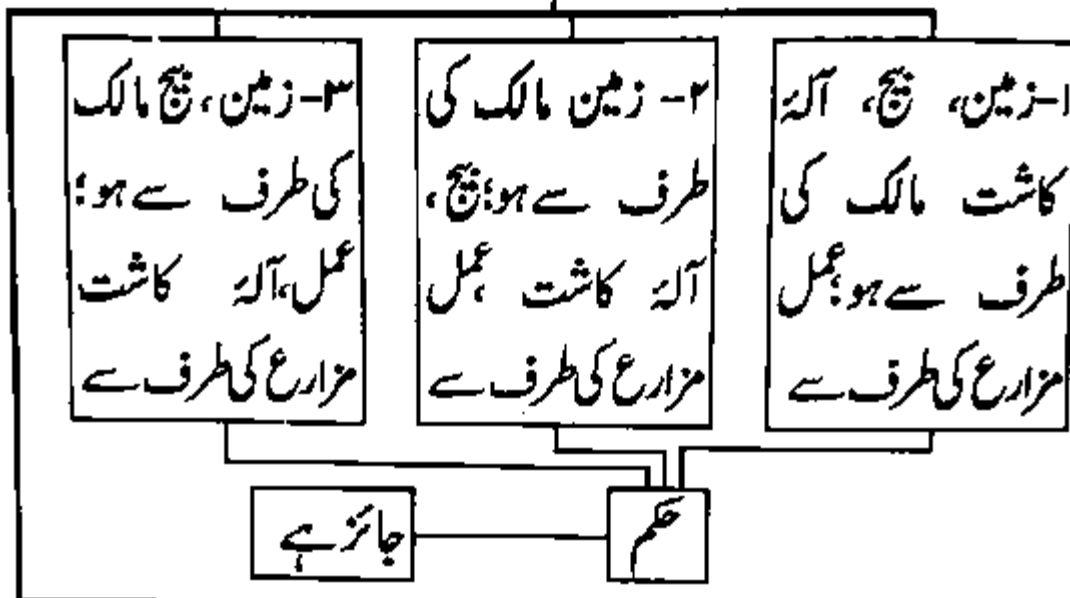 ۱- زمین، بیج، آلۂ
کاشت مالک کی
طرف سے ہو؛ عمل
مزارع کی طرف سے
۲- زمین مالک کی
طرف سے ہو؛ بیج،
آلۂ کاشت، عمل
مزارع کی طرف سے
۳- زمین، بیج مالک
کی طرف سے ہو؛
عمل، آلۂ کاشت
مزارع کی طرف سے
حکم
جائز ہے